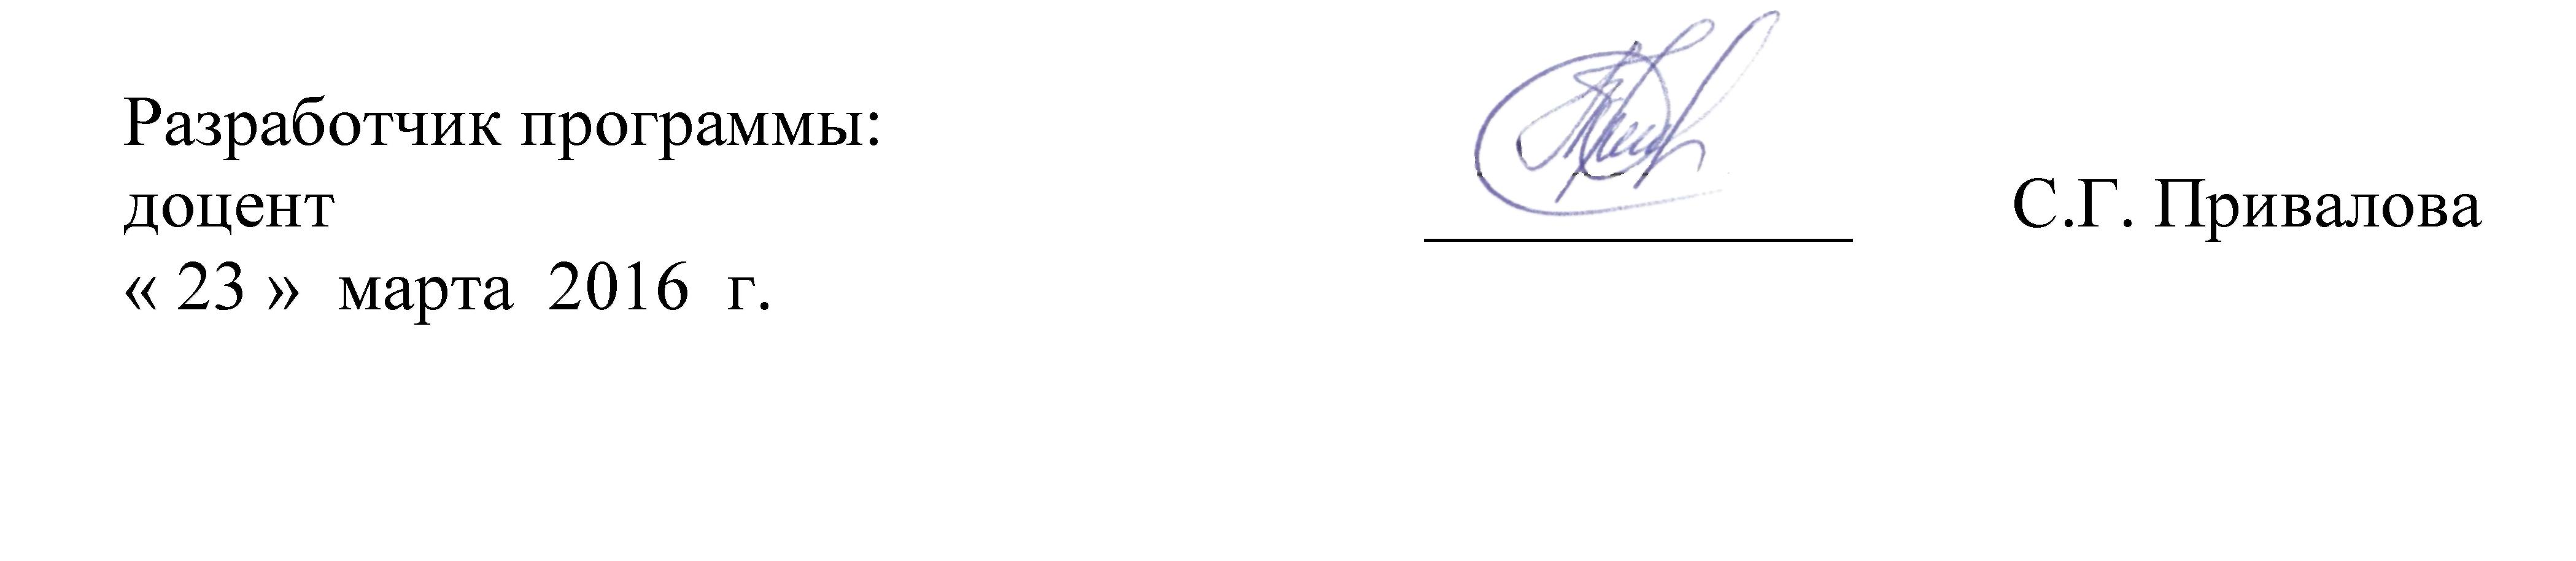 Разработчик программы:
доцент С.Г. Привалова
« 23 » марта 2016 г.